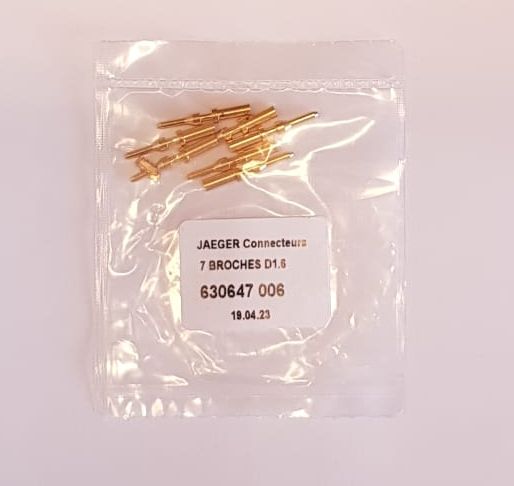 JAEGER Connecteurs
7 BROCHES D1.6
630647 006
19.04.23